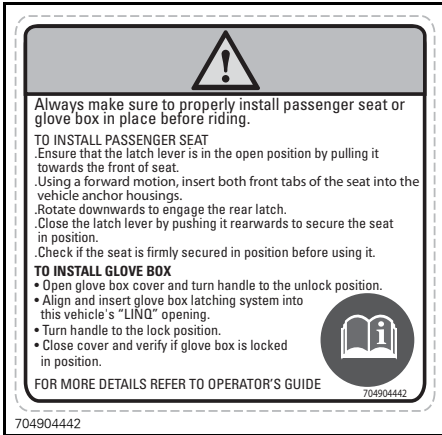 Always make sure to properly install passenger seat or
glove box in place before riding.
TO INSTALL PASSENGER SEAT
.Ensure that the latch lever is in the open position by pulling it
towards the front of seat.
.Using a forward motion, insert both front tabs of the seat into the
vehicle anchor housings.
.Rotate downwards to engage the rear latch.
.Close the latch lever by pushing it rearwards to secure the seat
in position.
.Check if the seat is firmly secured in position before using it.
TO INSTALL GLOVE BOX
• Open glove box cover and turn handle to the unlock position.
• Align and insert glove box latching system into
this vehicle's “LINQ” opening.
• Turn handle to the lock position.
• Close cover and verify if glove box is locked
in position.
FOR MORE DETAILS REFER TO OPERATOR'S GUIDE
704904442
704904442